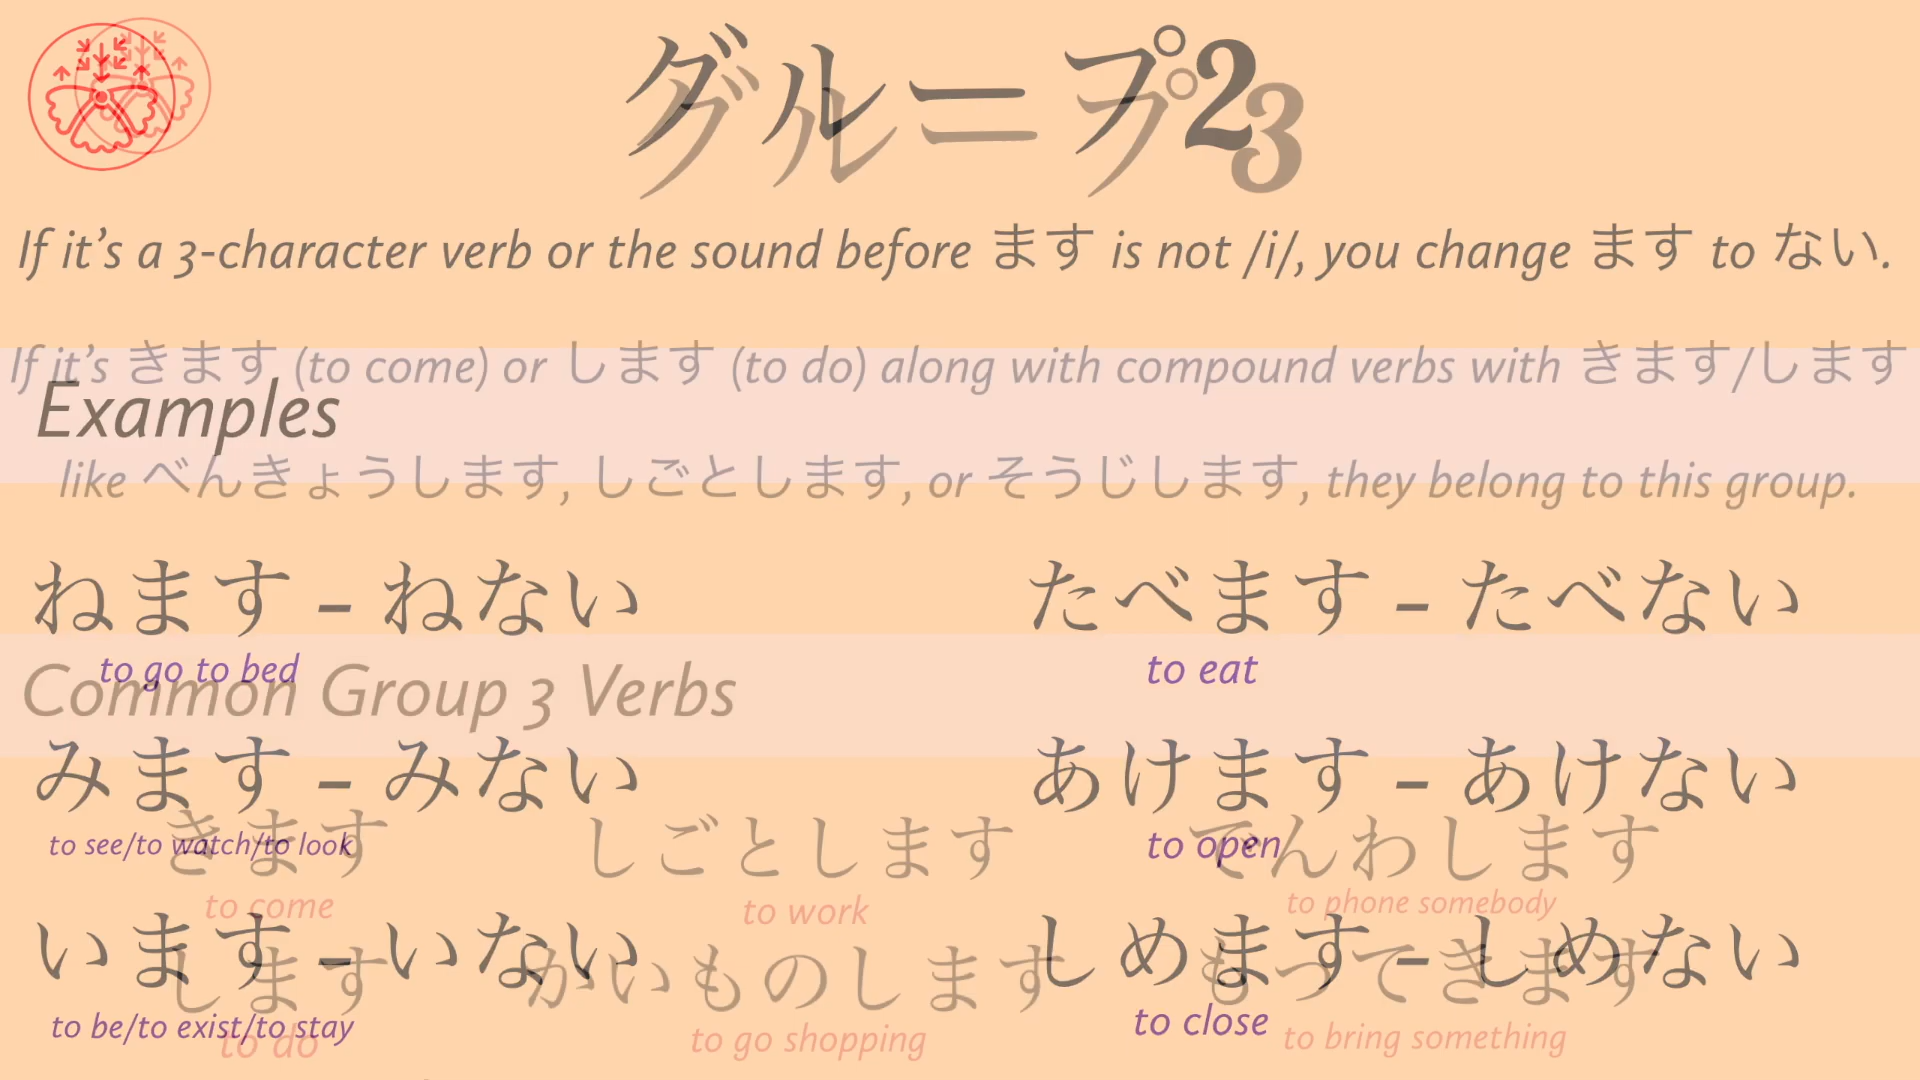 グループ2
グループ3
If it's a 3-character verb or the sound before ます is not /i/, you change ます to ない.
If it's きます (to come) or します (to do) along with compound verbs with きます/します
Examples
like べんきょうします, しごとします, or そうじします, they belong to this group.
ねます – ねない
たべます – たべない
to go to bed
to eat
Common Group 3 Verbs
みます – みない
あけます – あけない
to see/to watch/to look
to open
きます
しごとします
でんわします
to come
to work
to phone somebody
います – いない
しめます – しめない
します
かいものします
もってきます
to be/to exist/to stay
to close
to do
to go shopping
to bring something